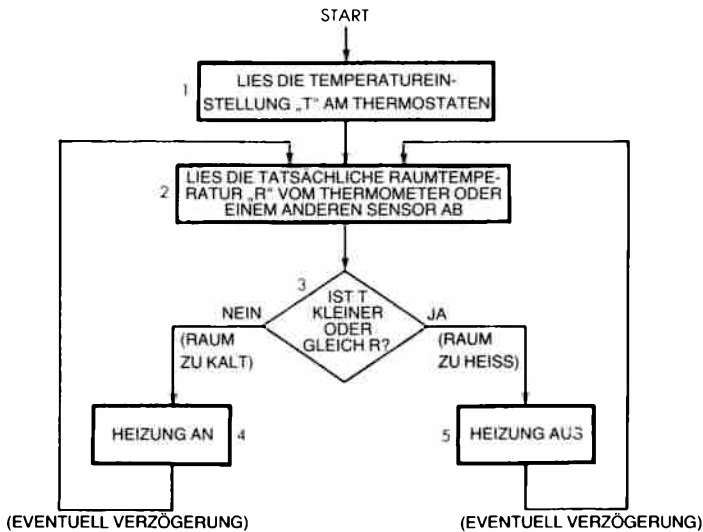 START
1
LIES DIE TEMPERATUREIN-
STELLUNG „T" AM THERMOSTATEN
2
LIES DIE TATSÄCHLICHE RAUMTEMPE-
RATUR „R" VOM THERMOMETER ODER
EINEM ANDEREN SENSOR AB
3
IST T
KLEINER
ODER
GLEICH R?
NEIN
(RAUM
ZU KALT)
JA
(RAUM
ZU HEISS)
HEIZUNG AN
4
5
HEIZUNG AUS
(EVENTUELL VERZÖGERUNG)
(EVENTUELL VERZÖGERUNG)